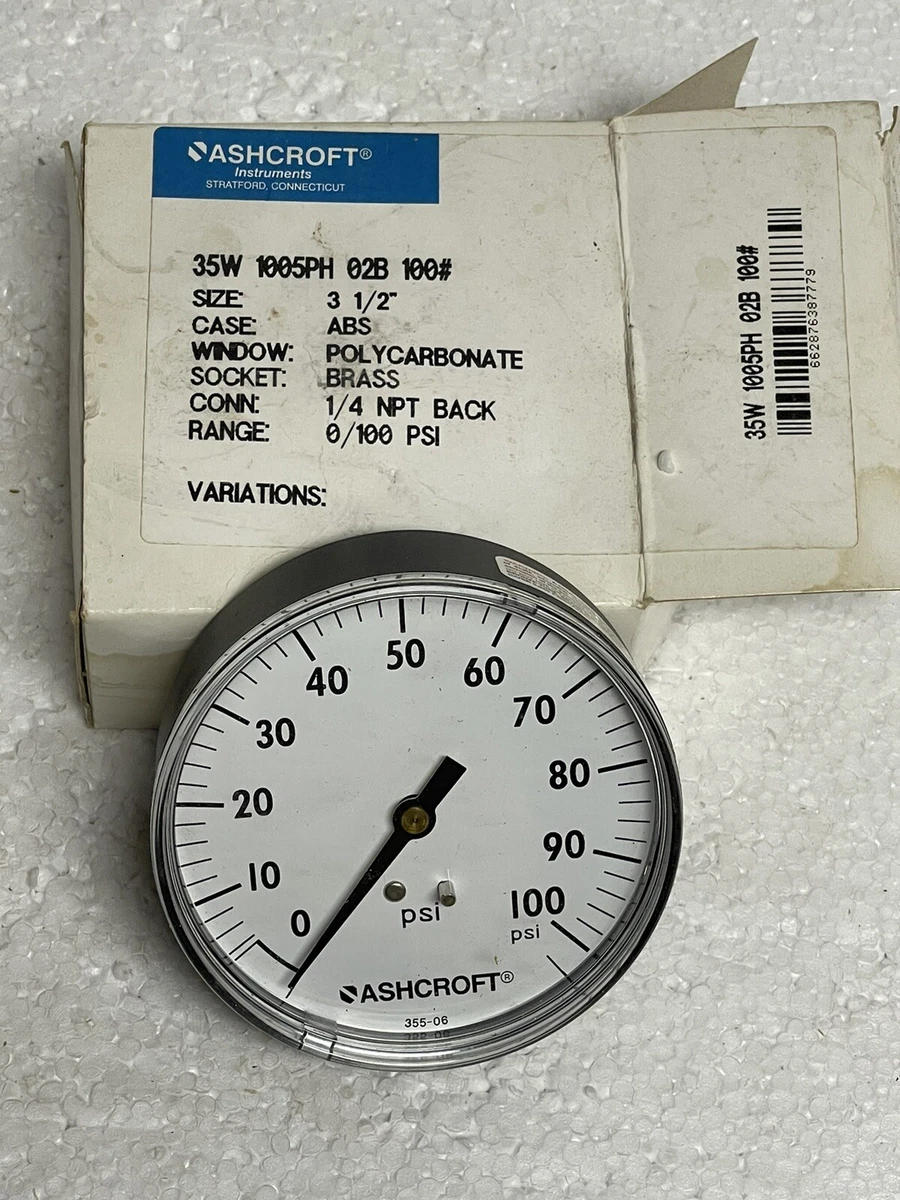 ASHCROFT®
Instruments
STRATFORD, CONNECTICUT
35W 1005PH 02B 100#
SIZE: 3 1/2"
CASE: ABS
WINDOW: POLYCARBONATE
SOCKET: BRASS
CONN: 1/4 NPT BACK
RANGE: 0/100 PSI
VARIATIONS:
35W 1005PH 02B 100#
662876387779
0
10
20
30
40
50
60
70
80
90
100
psi
psi
ASHCROFT®
355-06